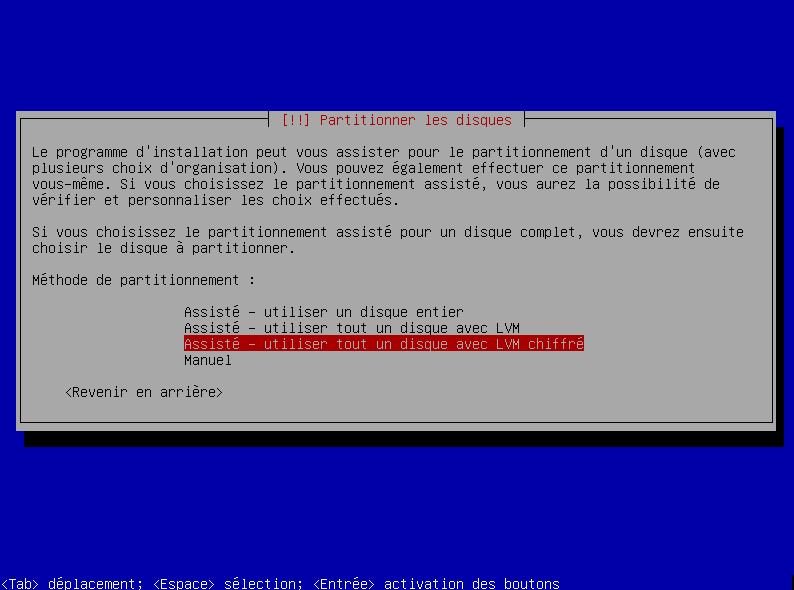 [!!] Partitionner les disques
Le programme d'installation peut vous assister pour le partitionnement d'un disque (avec
plusieurs choix d'organisation). Vous pouvez également effectuer ce partitionnement
vous-même. Si vous choisissez le partitionnement assisté, vous aurez la possibilité de
vérifier et personnaliser les choix effectués.
Si vous choisissez le partitionnement assisté pour un disque complet, vous devrez ensuite
choisir le disque à partitionner.
Méthode de partitionnement :
Assisté - utiliser un disque entier
Assisté - utiliser tout un disque avec LVM
Assisté - utiliser tout un disque avec LVM chiffré
Manuel
<Revenir en arrière>
<Tab> déplacement; <Espace> sélection; <Entrée> activation des boutons